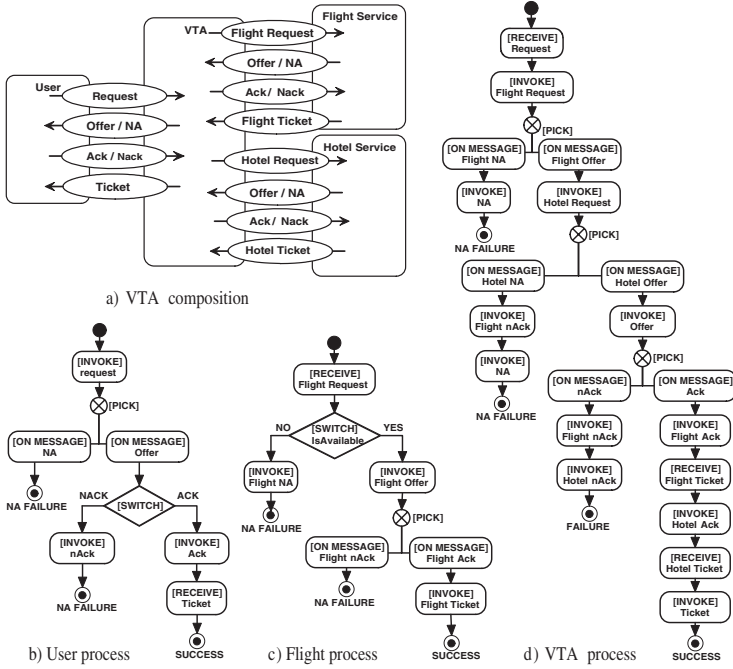 Flight Service
VTA
Flight Request
Offer / NA
Ack/ Nack
Flight Ticket
User
Request
Offer / NA
Ack / Nack
Ticket
Hotel Service
Hotel Request
Offer / NA
Ack / Nack
Hotel Ticket
a) VTA composition
[INVOKE]
request
[PICK]
[ON MESSAGE]
NA
[ON MESSAGE]
Offer
NA FAILURE
NACK
[SWITCH]
ACK
[INVOKE]
nAck
[INVOKE]
Ack
NA FAILURE
[RECEIVE]
Ticket
SUCCESS
b) User process
[RECEIVE]
Flight Request
NO
[SWITCH]
IsAvailable
YES
[INVOKE]
Flight NA
[INVOKE]
Flight Offer
NA FAILURE
[PICK]
[ON MESSAGE]
Flight nAck
[ON MESSAGE]
Flight Ack
NA FAILURE
[INVOKE]
Flight Ticket
SUCCESS
c) Flight process
[RECEIVE]
Request
[INVOKE]
Flight Request
[PICK]
[ON MESSAGE]
Flight NA
[ON MESSAGE]
Flight Offer
[INVOKE]
NA
[INVOKE]
Hotel Request
NA FAILURE
[PICK]
[ON MESSAGE]
Hotel NA
[ON MESSAGE]
Hotel Offer
[INVOKE]
Flight nAck
[INVOKE]
Offer
[INVOKE]
NA
[PICK]
NA FAILURE
[ON MESSAGE]
nAck
[ON MESSAGE]
Ack
[INVOKE]
Flight nAck
[INVOKE]
Flight Ack
[INVOKE]
Hotel nAck
[RECEIVE]
Flight Ticket
FAILURE
[INVOKE]
Hotel Ack
[RECEIVE]
Hotel Ticket
[INVOKE]
Ticket
SUCCESS
d) VTA process